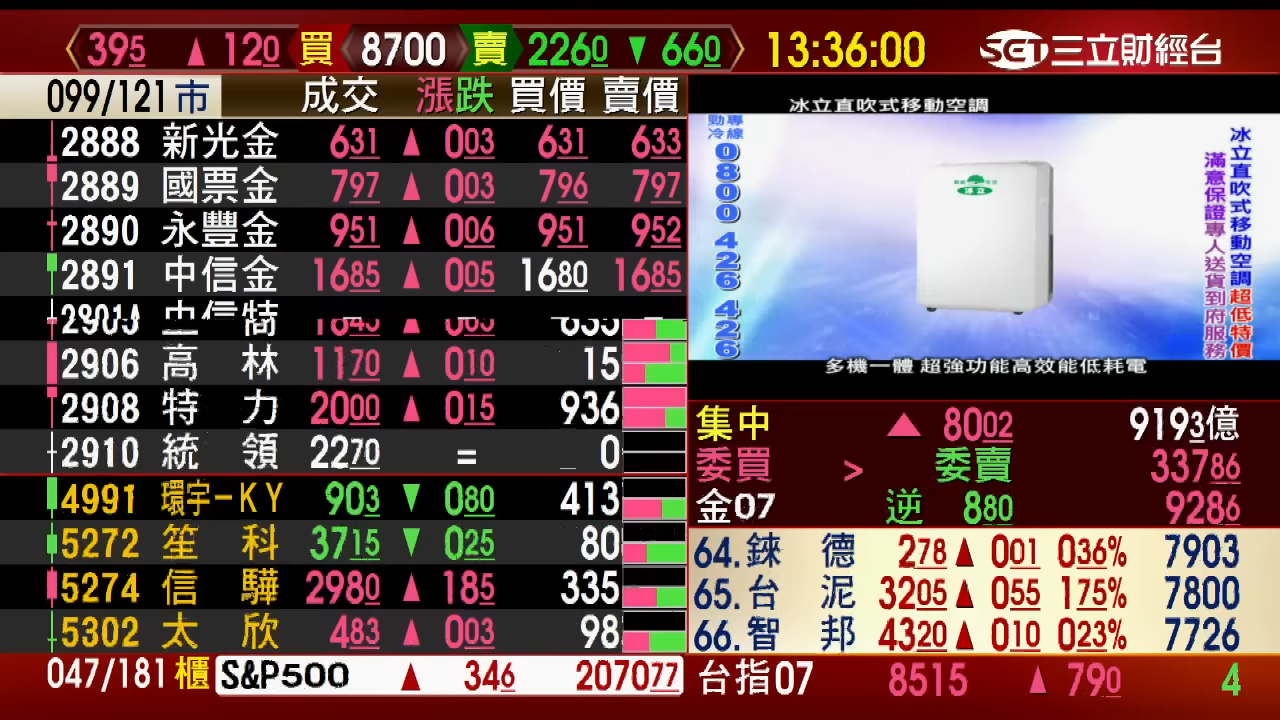 395 ▲ 120 買 8700 賣 2260 ▼ 660 13:36:00 SET三立財經台
099/121 市 成交 漲跌 買價 賣價
2888 新光金 631 ▲ 003 631 633
2889 國票金 797 ▲ 003 796 797
2890 永豐金 951 ▲ 006 951 952
2891 中信金 1685 ▲ 005 1680 1685
2906 高林 1170 ▲ 010 15
2908 特力 2000 ▲ 015 936
2910 統領 2270 = _ 0
4991 環宇-KY 903 ▼ 080 413
5272 笙科 3715 ▼ 025 80
5274 信驊 2980 ▲ 185 335
5302 太欣 483 ▲ 003 98
047/181 櫃 S&P500 ▲ 346 207077
冰立直吹式移動空調
專線
0800 426 426
冰立
冰立直吹式移動空調超低特價
滿意保證專人送貨到府服務
多機一體 超強功能高效能低耗電
集中 ▲ 8002 9193億
委買 > 委賣 33786
金07 逆 880 9286
64.錸德 278 ▲ 001 036% 7903
65.台泥 3205 ▲ 055 175% 7800
66.智邦 4320 ▲ 010 023% 7726
台指07 8515 ▲ 790 4